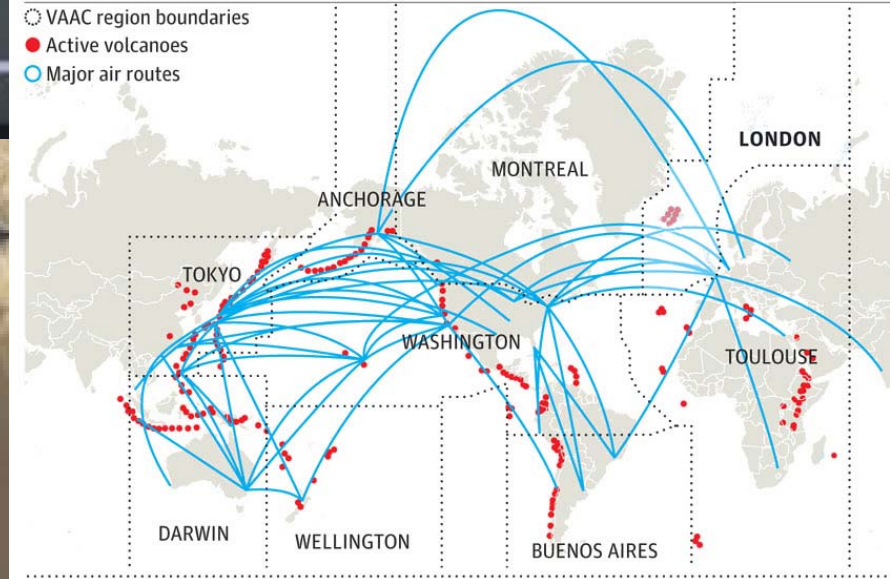 VAAC region boundaries
Active volcanoes
Major air routes
LONDON
MONTREAL
ANCHORAGE
TOKYO
WASHINGTON
TOULOUSE
DARWIN
WELLINGTON
BUENOS AIRES